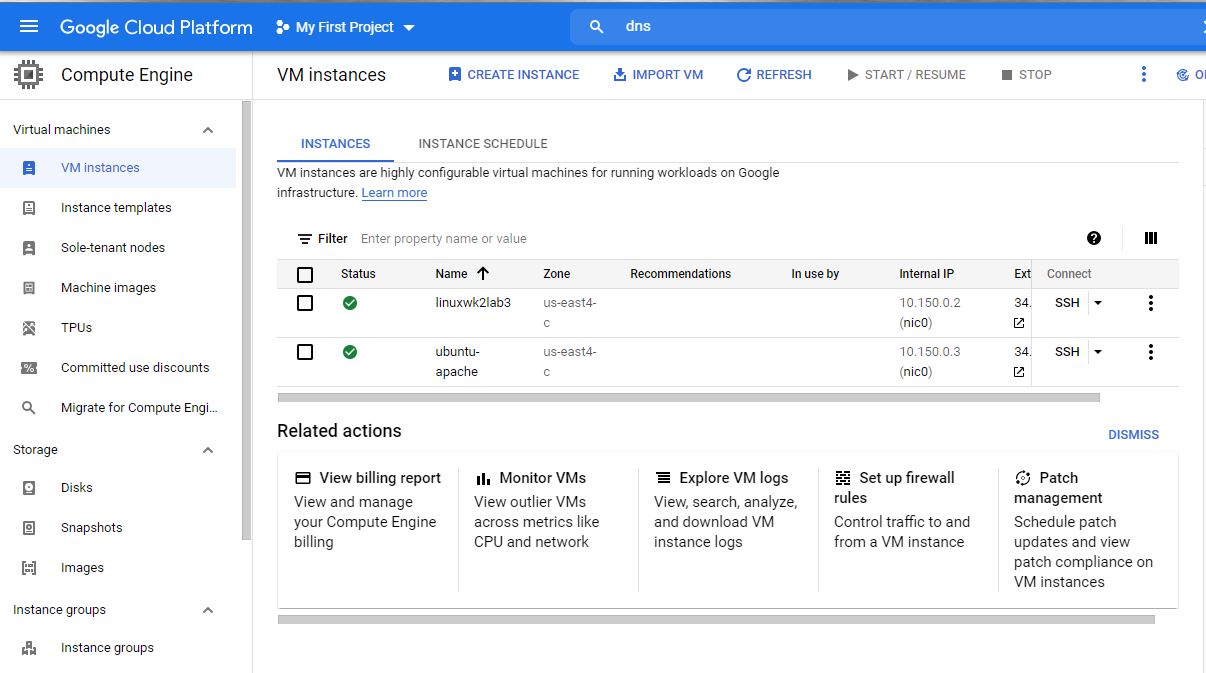 Google Cloud Platform My First Project dns
Compute Engine VM instances CREATE INSTANCE IMPORT VM REFRESH START / RESUME STOP
Virtual machines
VM instances
Instance templates
Sole-tenant nodes
Machine images
TPUs
Committed use discounts
Migrate for Compute Engi...
Storage
Disks
Snapshots
Images
Instance groups
Instance groups
INSTANCES INSTANCE SCHEDULE
VM instances are highly configurable virtual machines for running workloads on Google
infrastructure. Learn more
Filter Enter property name or value
Status Name Zone Recommendations In use by Internal IP Ext Connect
linuxwk2lab3 us-east4- 10.150.0.2 34. SSH
c (nic0)
ubuntu- us-east4- 10.150.0.3 34. SSH
apache c (nic0)
Related actions DISMISS
View billing report
View and manage
your Compute Engine
billing
Monitor VMs
View outlier VMs
across metrics like
CPU and network
Explore VM logs
View, search, analyze,
and download VM
instance logs
Set up firewall
rules
Control traffic to and
from a VM instance
Patch
management
Schedule patch
updates and view
patch compliance on
VM instances